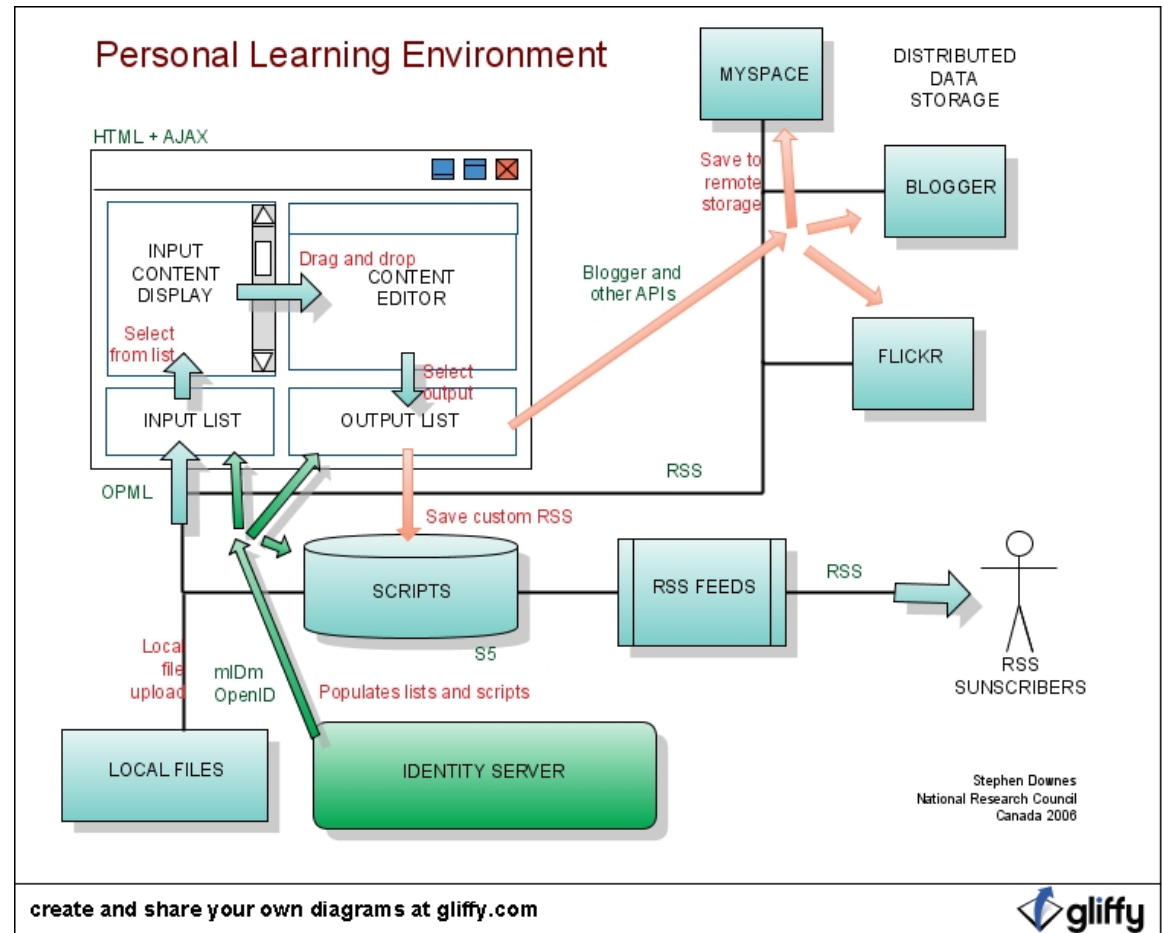 Personal Learning Environment
HTML + AJAX
INPUT
CONTENT
DISPLAY
Drag and drop
CONTENT
EDITOR
Select
from list
Select
output
INPUT LIST
OUTPUT LIST
OPML
MYSPACE
DISTRIBUTED
DATA
STORAGE
Save to
remote
storage
BLOGGER
Blogger and
other APIs
FLICKR
RSS
Save custom RSS
SCRIPTS
RSS FEEDS
RSS
S5
RSS
SUNSCRIBERS
Local
file
upload
mIDm
OpenID
Populates lists and scripts
LOCAL FILES
IDENTITY SERVER
Stephen Downes
National Research Council
Canada 2006
create and share your own diagrams at gliffy.com
gliffy